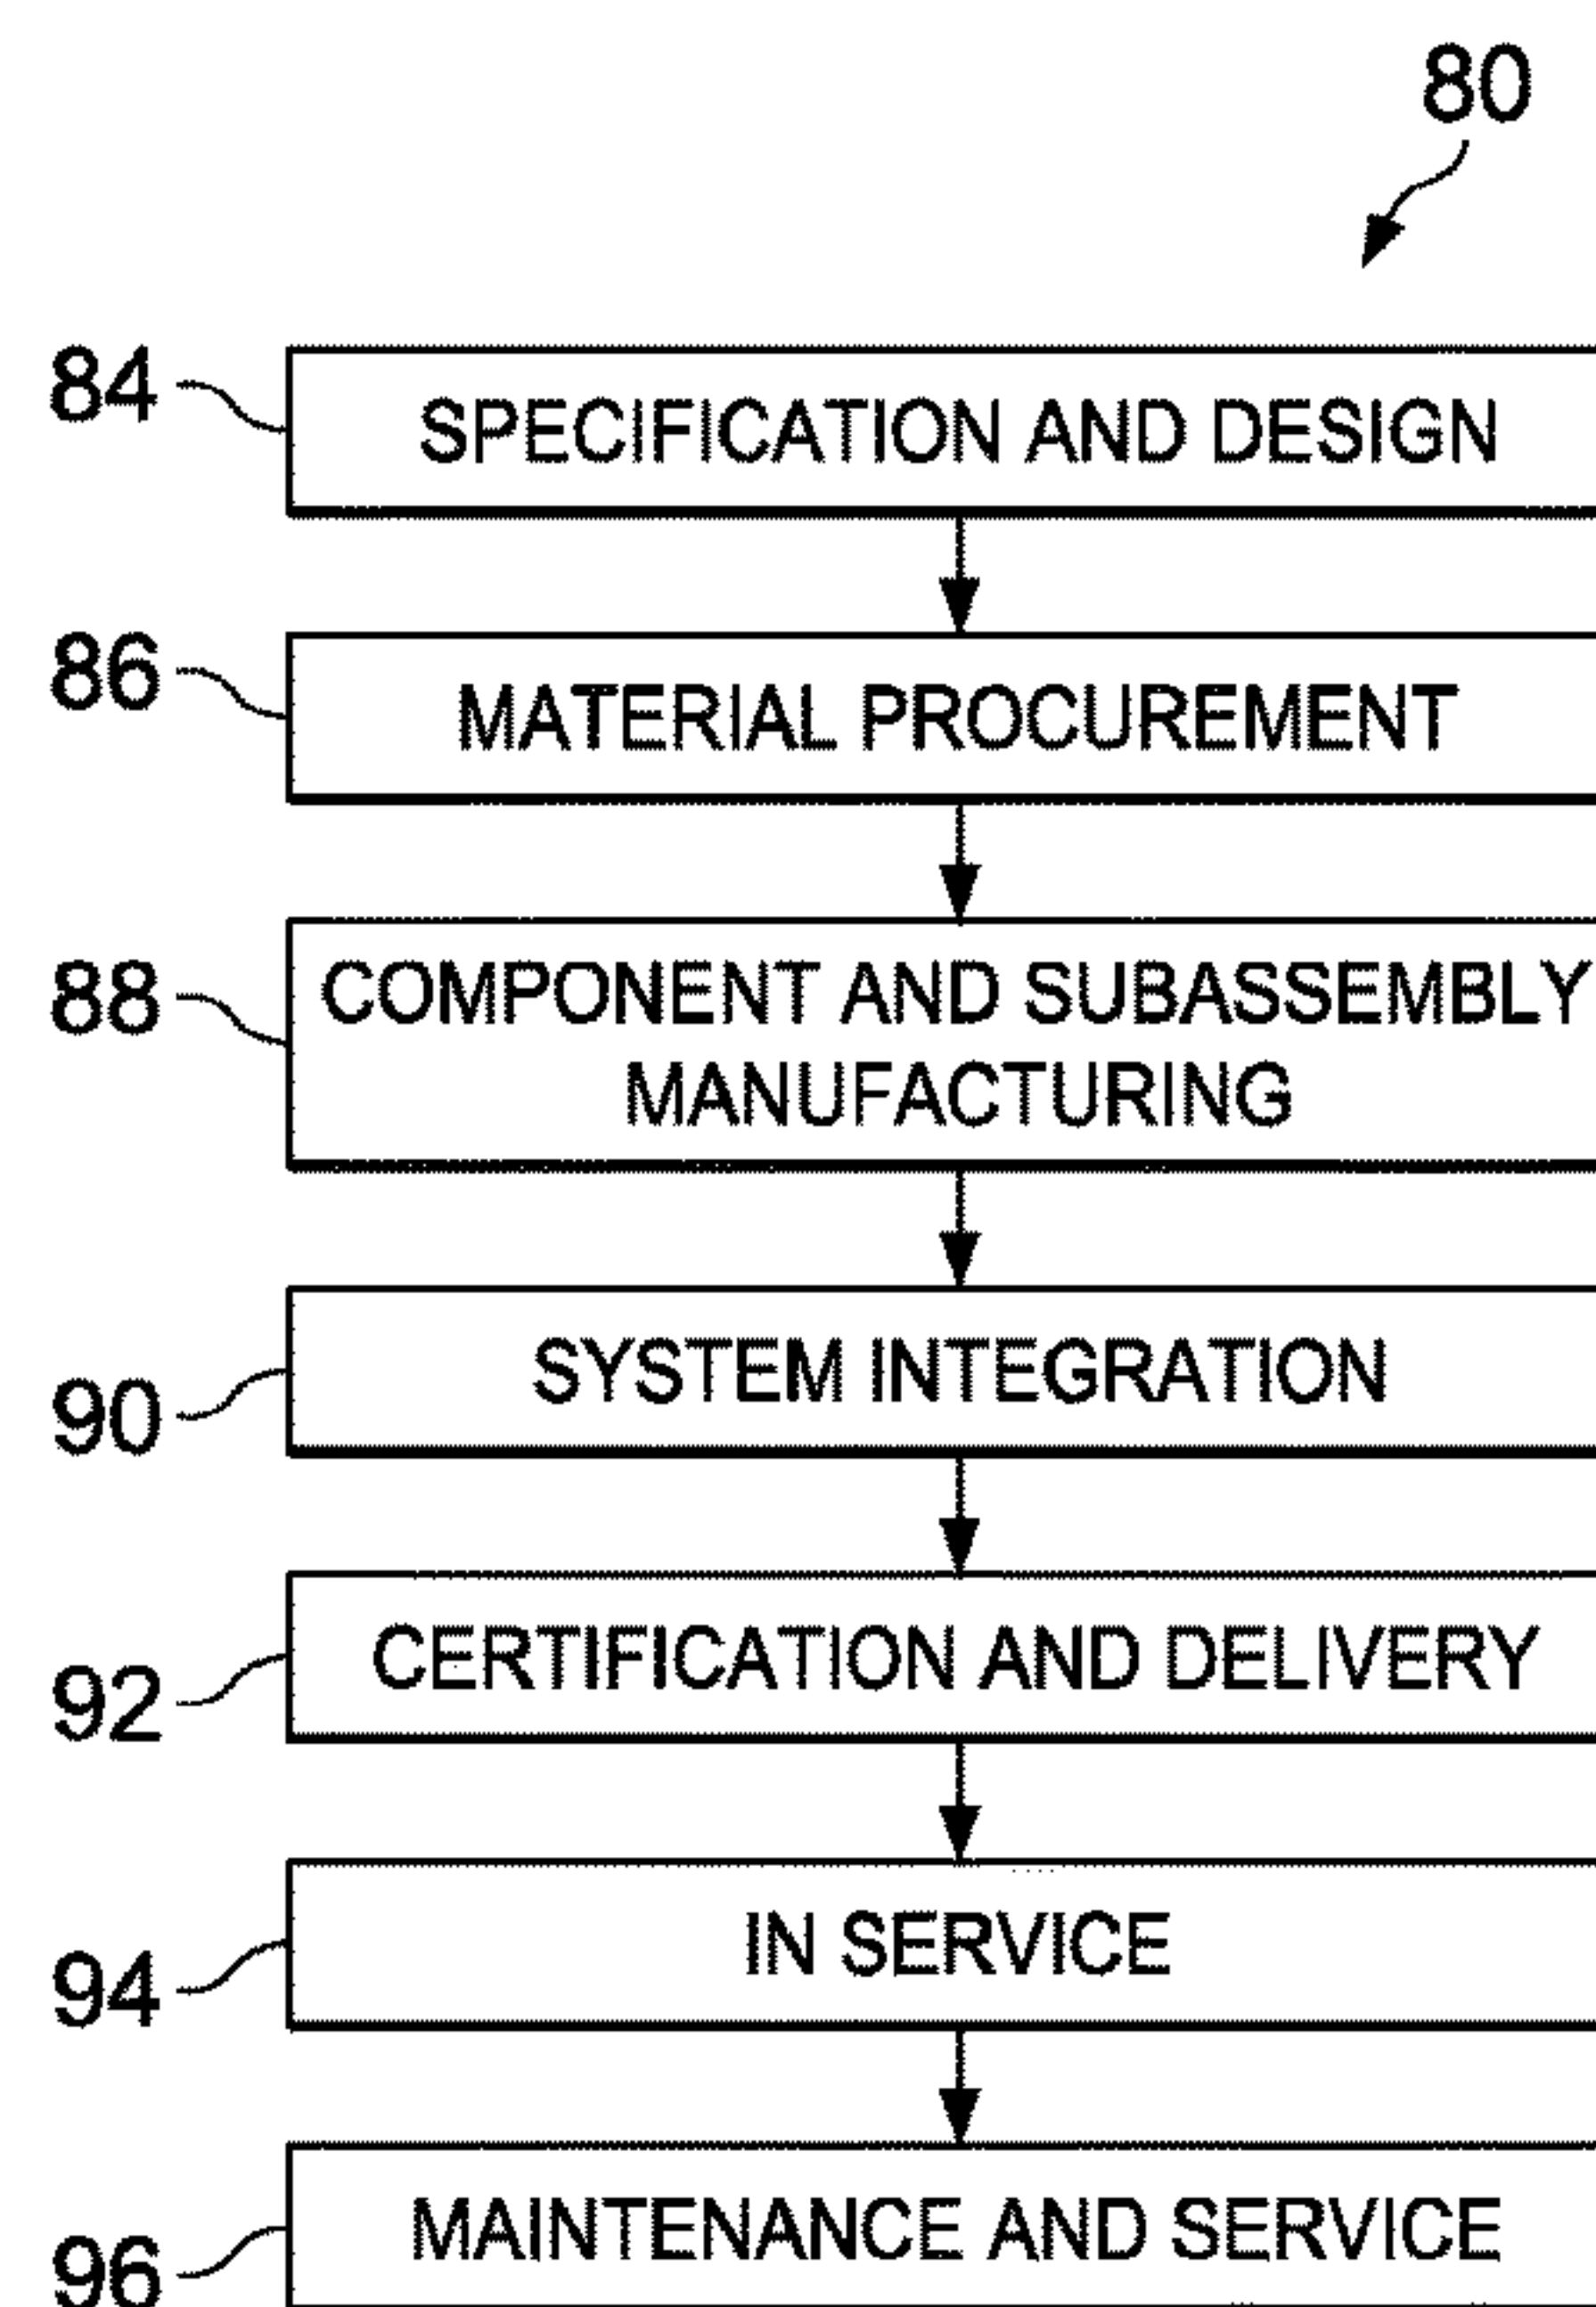 80
84
SPECIFICATION AND DESIGN
86
MATERIAL PROCUREMENT
88
COMPONENT AND SUBASSEMBLY
MANUFACTURING
90
SYSTEM INTEGRATION
92
CERTIFICATION AND DELIVERY
94
IN SERVICE
96
MAINTENANCE AND SERVICE